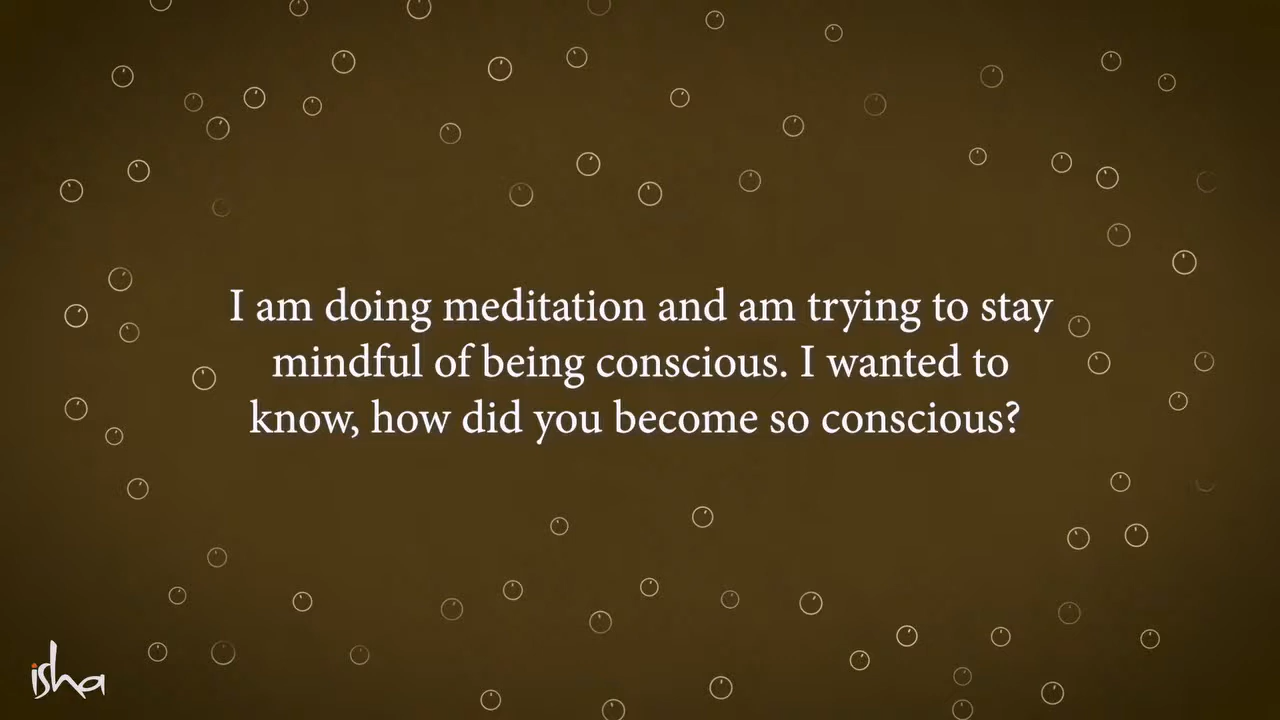 I am doing meditation and am trying to stay
mindful of being conscious. I wanted to
know, how did you become so conscious?
isha